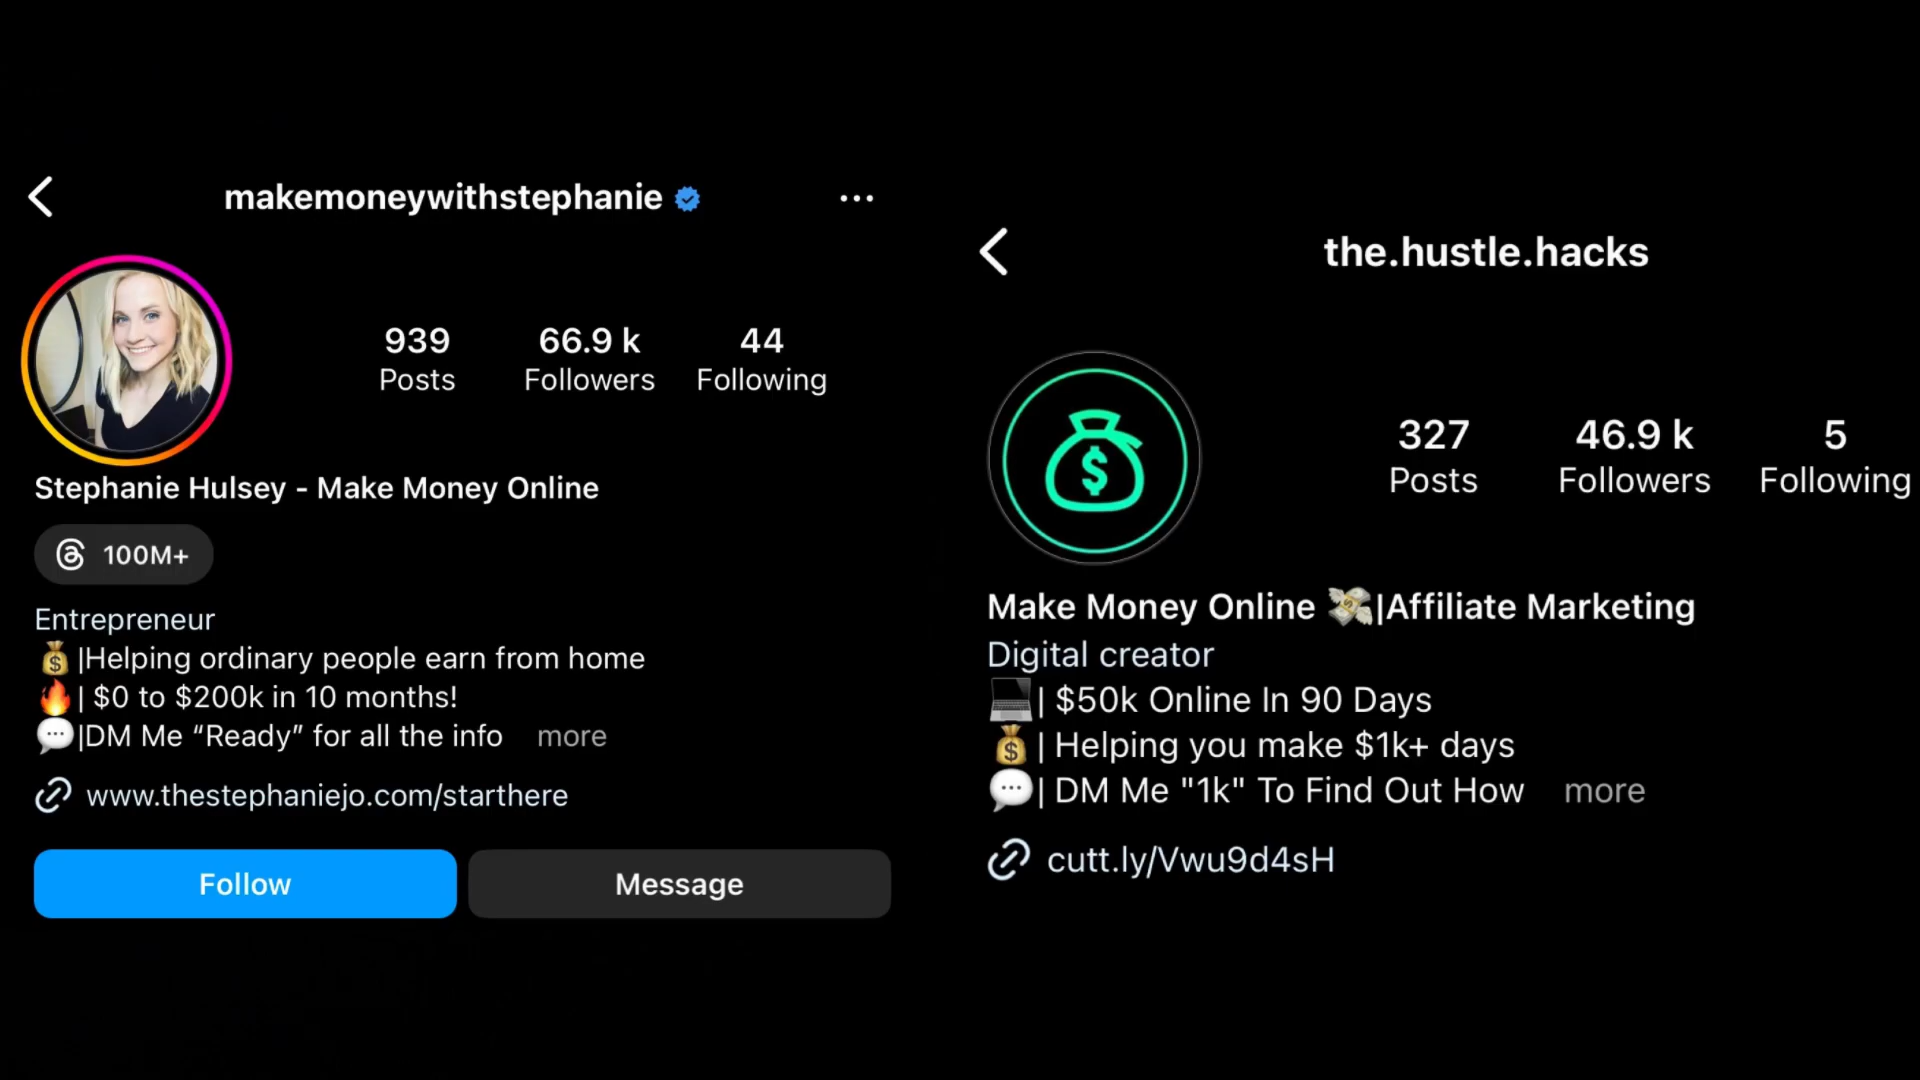 makemoneywithstephanie
939 66.9 k 44
Posts Followers Following
Stephanie Hulsey - Make Money Online
100M+
Entrepreneur
💰|Helping ordinary people earn from home
🔥| $0 to $200k in 10 months!
💬|DM Me “Ready” for all the info more
www.thestephaniejo.com/starthere
Follow Message
the.hustle.hacks
$
327 46.9 k 5
Posts Followers Following
Make Money Online 💸|Affiliate Marketing
Digital creator
💻| $50k Online In 90 Days
💰| Helping you make $1k+ days
💬| DM Me "1k" To Find Out How more
cutt.ly/Vwu9d4sH